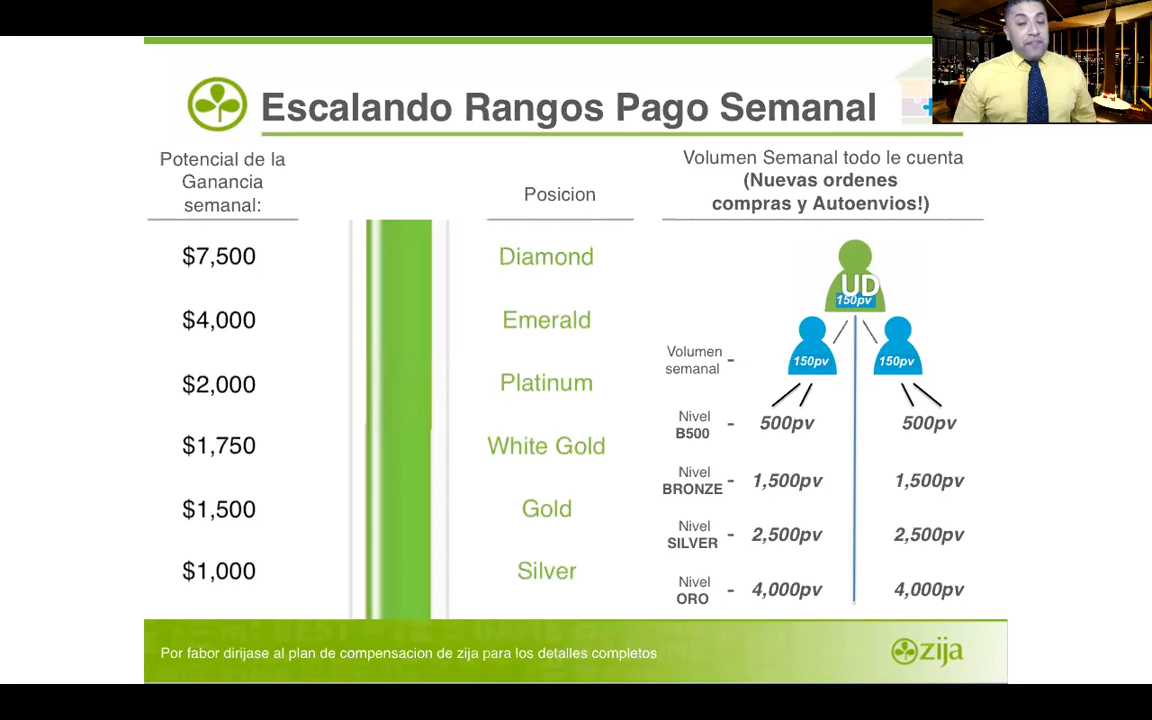 Escalando Rangos Pago Semanal
Potencial de la
Ganancia
semanal:
Posicion
Volumen Semanal todo le cuenta
(Nuevas ordenes
compras y Autoenvios!)
$7,500
Diamond
$4,000
Emerald
$2,000
Platinum
$1,750
White Gold
$1,500
Gold
$1,000
Silver
UD
150pv
Volumen
semanal -
150pv
150pv
Nivel
B500 - 500pv 500pv
Nivel
BRONZE - 1,500pv 1,500pv
Nivel
SILVER - 2,500pv 2,500pv
Nivel
ORO - 4,000pv 4,000pv
Por fabor dirijase al plan de compensacion de zija para los detalles completos
zija